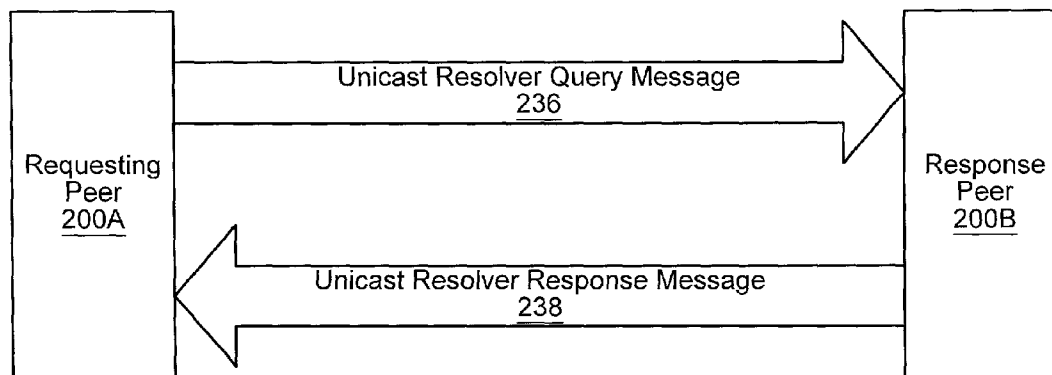 Unicast Resolver Query Message
236
Requesting
Peer
200A
Response
Peer
200B
Unicast Resolver Response Message
238